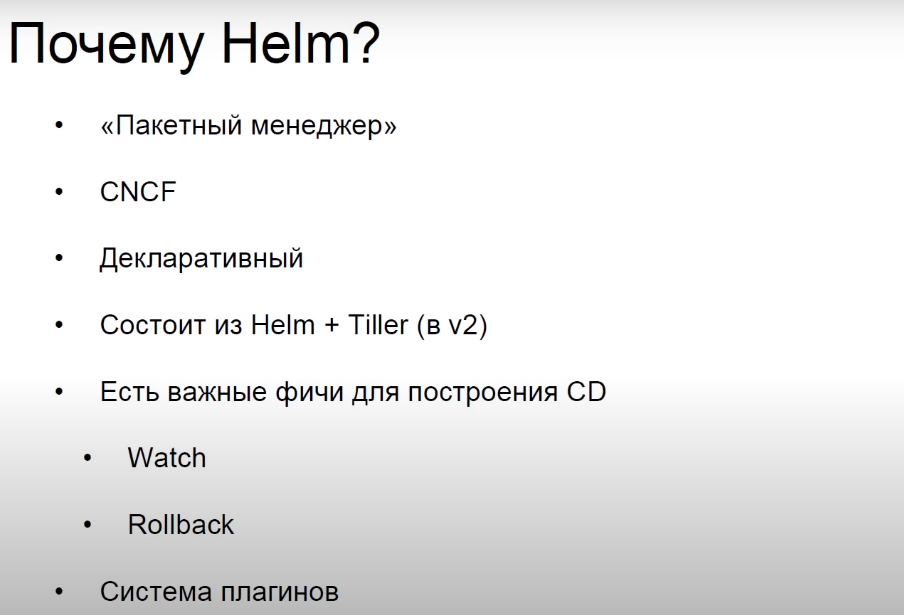 Почему Helm?
• «Пакетный менеджер»
• CNCF
• Декларативный
• Состоит из Helm + Tiller (в v2)
• Есть важные фичи для построения CD
• Watch
• Rollback
• Система плагинов